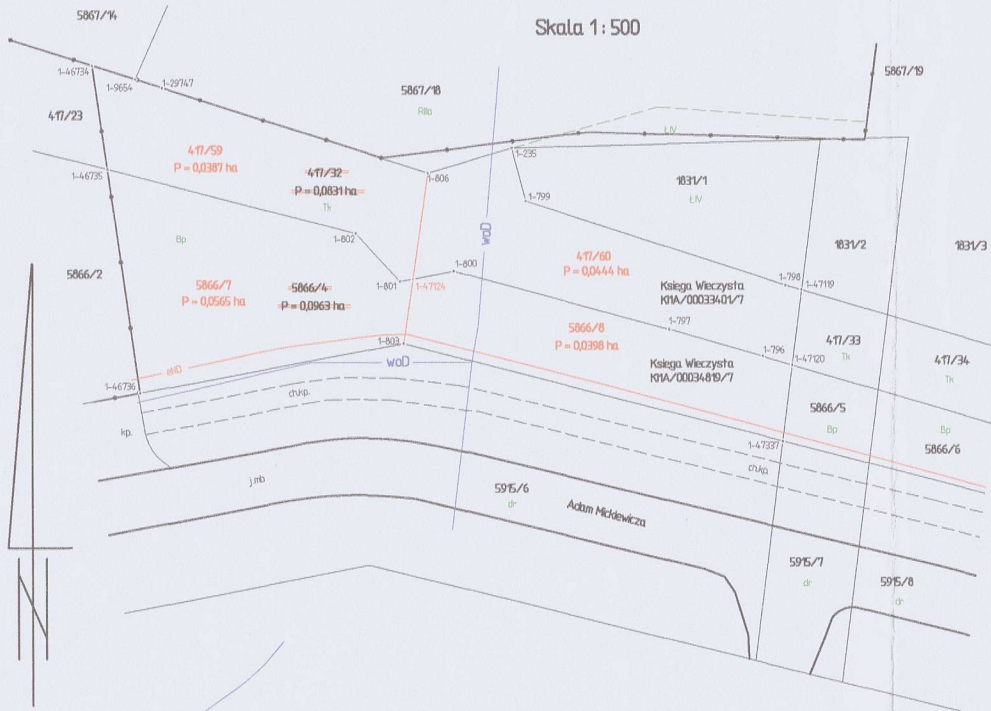 Skala 1:500
5867/14
1-46734
1-9654
1-29747
5867/18
RIIIa
5867/19
417/23
417/59
P = 0,0387 ha
417/32
P = 0,0831 ha
Tk
1-806
1-235
ŁIV
1831/1
ŁIV
1-799
1831/2
1831/3
1-46735
Bp
1-802
woD
1-800
417/60
P = 0,0444 ha
5866/2
5866/7
P = 0,0565 ha
5866/4
P = 0,0963 ha
1-801
1-47124
Księga Wieczysta
KI1A/00033401/7
1-798
1-47119
5866/8
P = 0,0398 ha
1-797
417/33
Tk
417/34
Tk
1-803
woD
Księga Wieczysta
KI1A/00034819/7
1-796
1-47120
eND
1-46736
ch.kp.
kp.
5866/5
Bp
Bp
5866/6
1-47337
ch.kp.
j.mb
5915/6
dr
Adam Mickiewicza
5915/7
dr
5915/8
dr
N